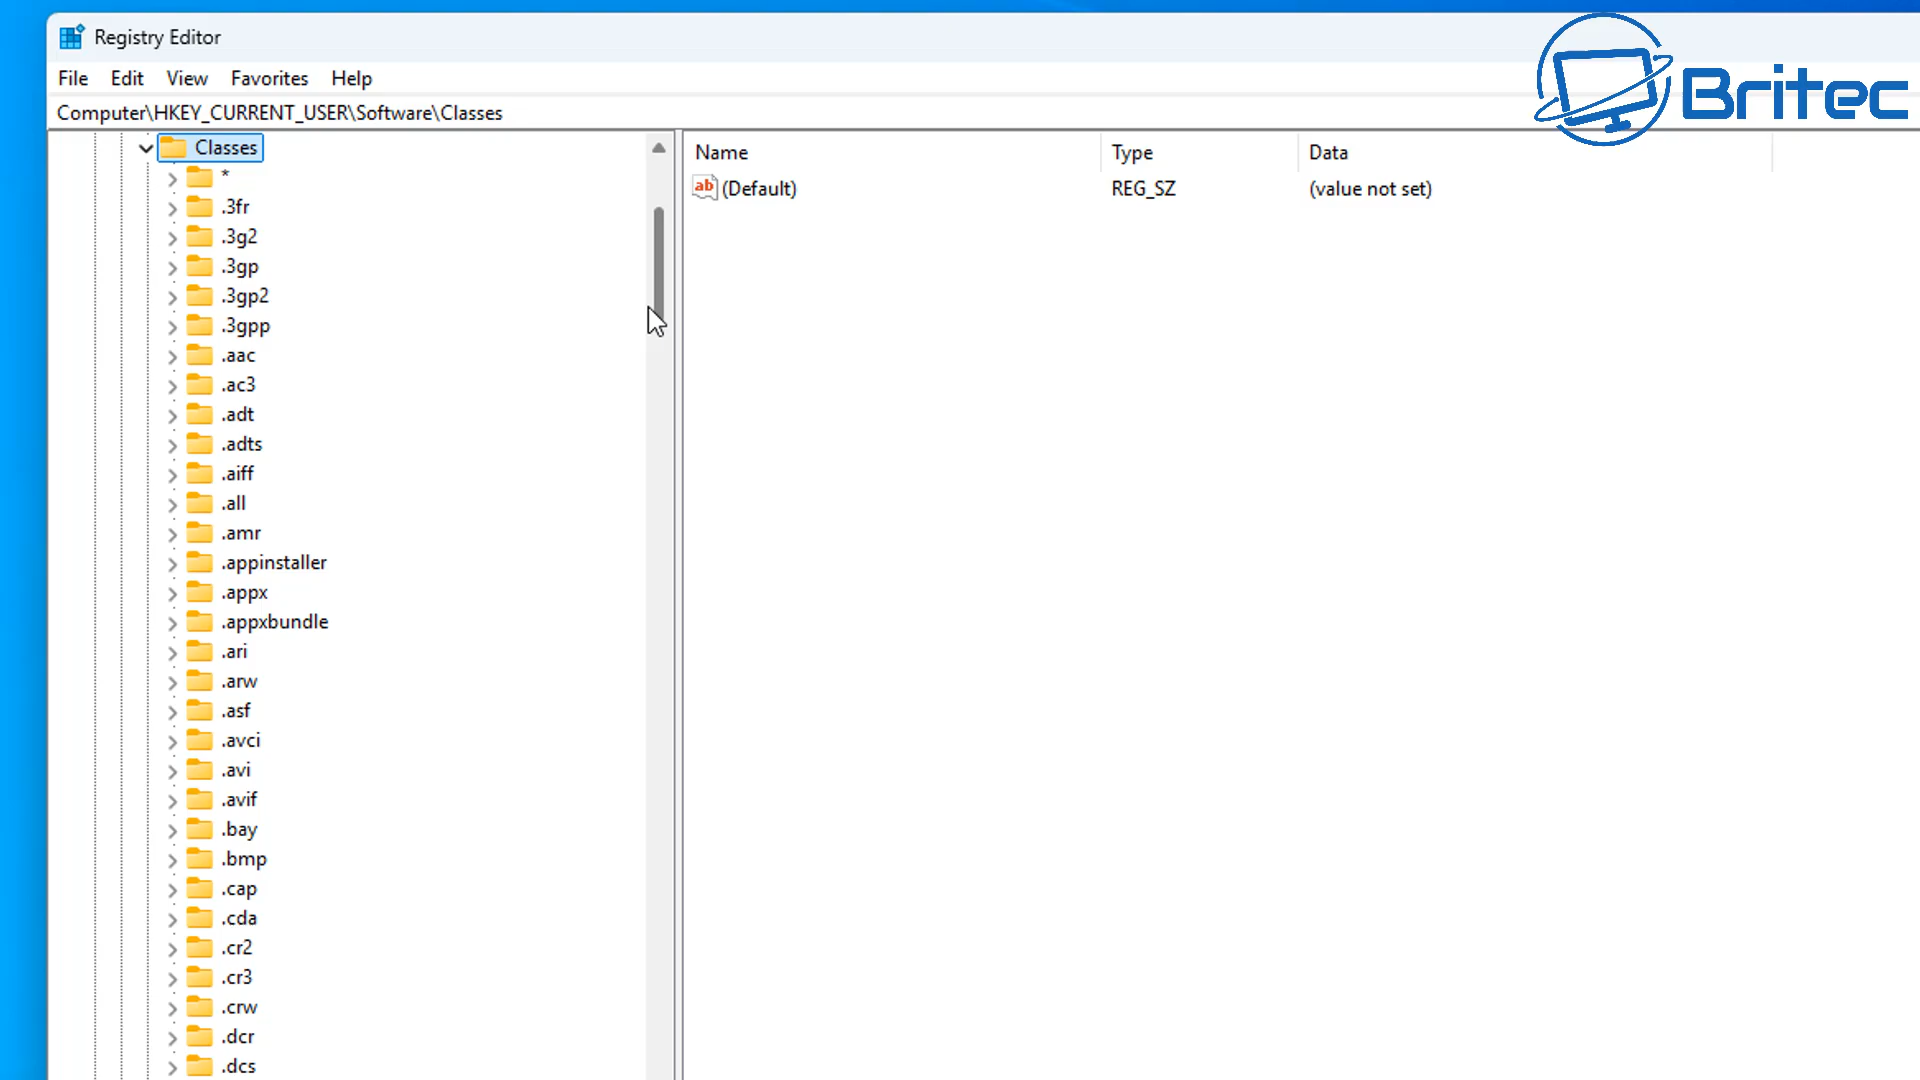 Registry Editor
Britec
File Edit View Favorites Help
Computer\HKEY_CURRENT_USER\Software\Classes
Classes
Name Type Data
*
ab (Default) REG_SZ (value not set)
.3fr
.3g2
.3gp
.3gp2
.3gpp
.aac
.ac3
.adt
.adts
.aiff
.all
.amr
.appinstaller
.appx
.appxbundle
.ari
.arw
.asf
.avci
.avi
.avif
.bay
.bmp
.cap
.cda
.cr2
.cr3
.crw
.dcr
.dcs